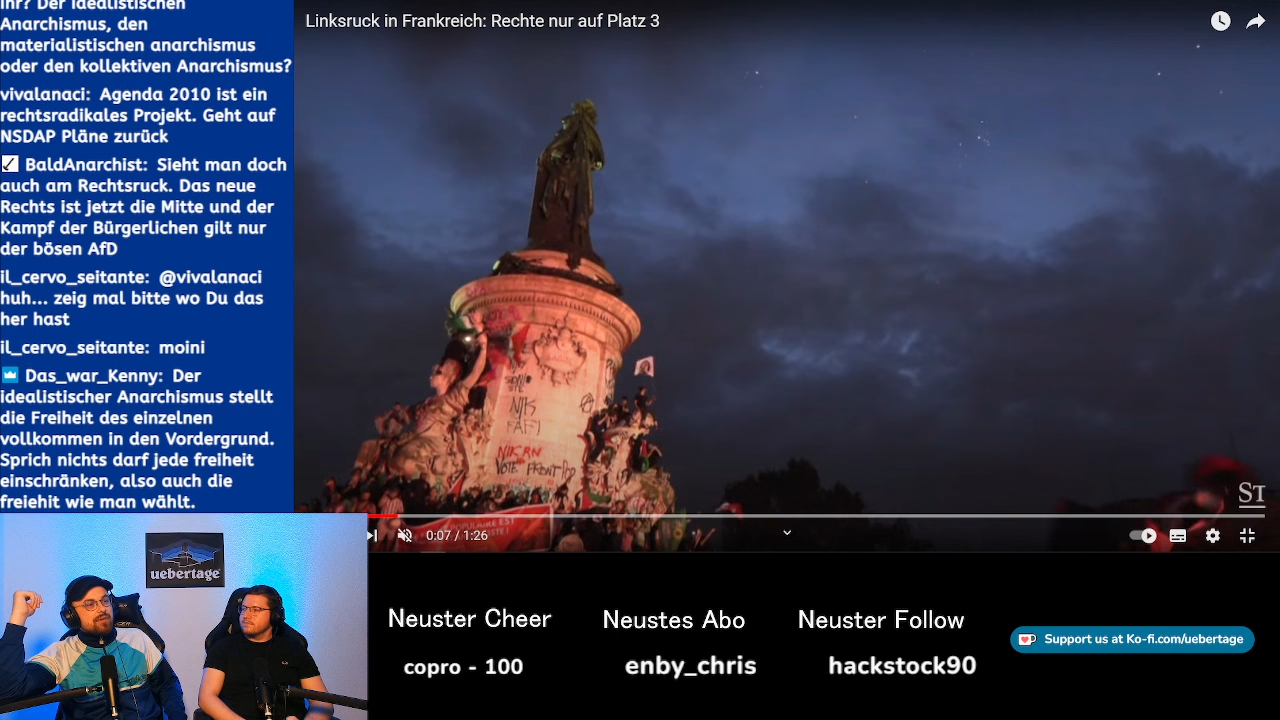 ihr? Der idealistischen
Anarchismus, den
materialistischen anarchismus
oder den kollektiven Anarchismus?
vivalanaci: Agenda 2010 ist ein
rechtsradikales Projekt. Geht auf
NSDAP Pläne zurück
BaldAnarchist: Sieht man doch
auch am Rechtsruck. Das neue
Rechts ist jetzt die Mitte und der
Kampf der Bürgerlichen gilt nur
der bösen AfD
il_cervo_seitante: @vivalanaci
huh... zeig mal bitte wo Du das
her hast
il_cervo_seitante: moini
Das_war_Kenny: Der
idealistischer Anarchismus stellt
die Freiheit des einzelnen
vollkommen in den Vordergrund.
Sprich nichts darf jede freiheit
einschränken, also auch die
freiehit wie man wählt.
Linksruck in Frankreich: Rechte nur auf Platz 3
NIK
NIK RN
VOTE FRONT
ST
0:07 / 1:26
uebertage
Neuster Cheer
copro - 100
Neustes Abo
enby_chris
Neuster Follow
hackstock90
Support us at Ko-fi.com/uebertage